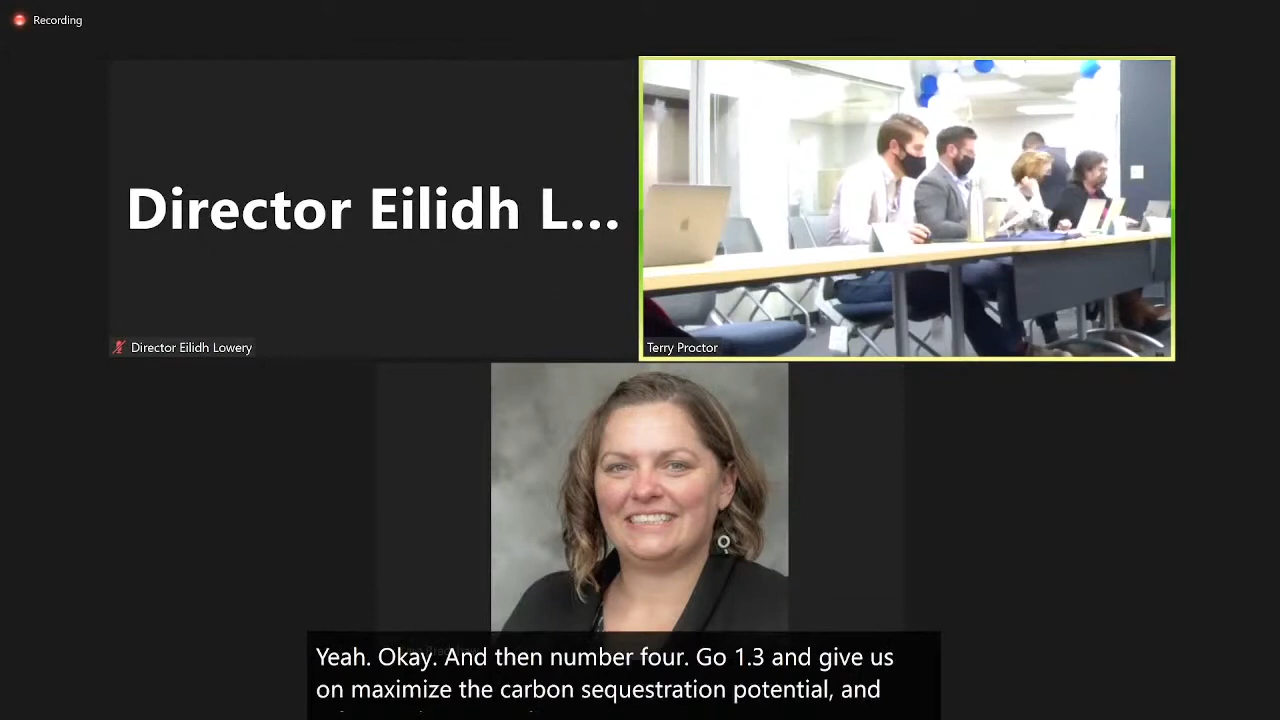 Recording
Director Eilidh L...
Director Eilidh Lowery
Terry Proctor
Yeah. Okay. And then number four. Go 1.3 and give us
on maximize the carbon sequestration potential, and